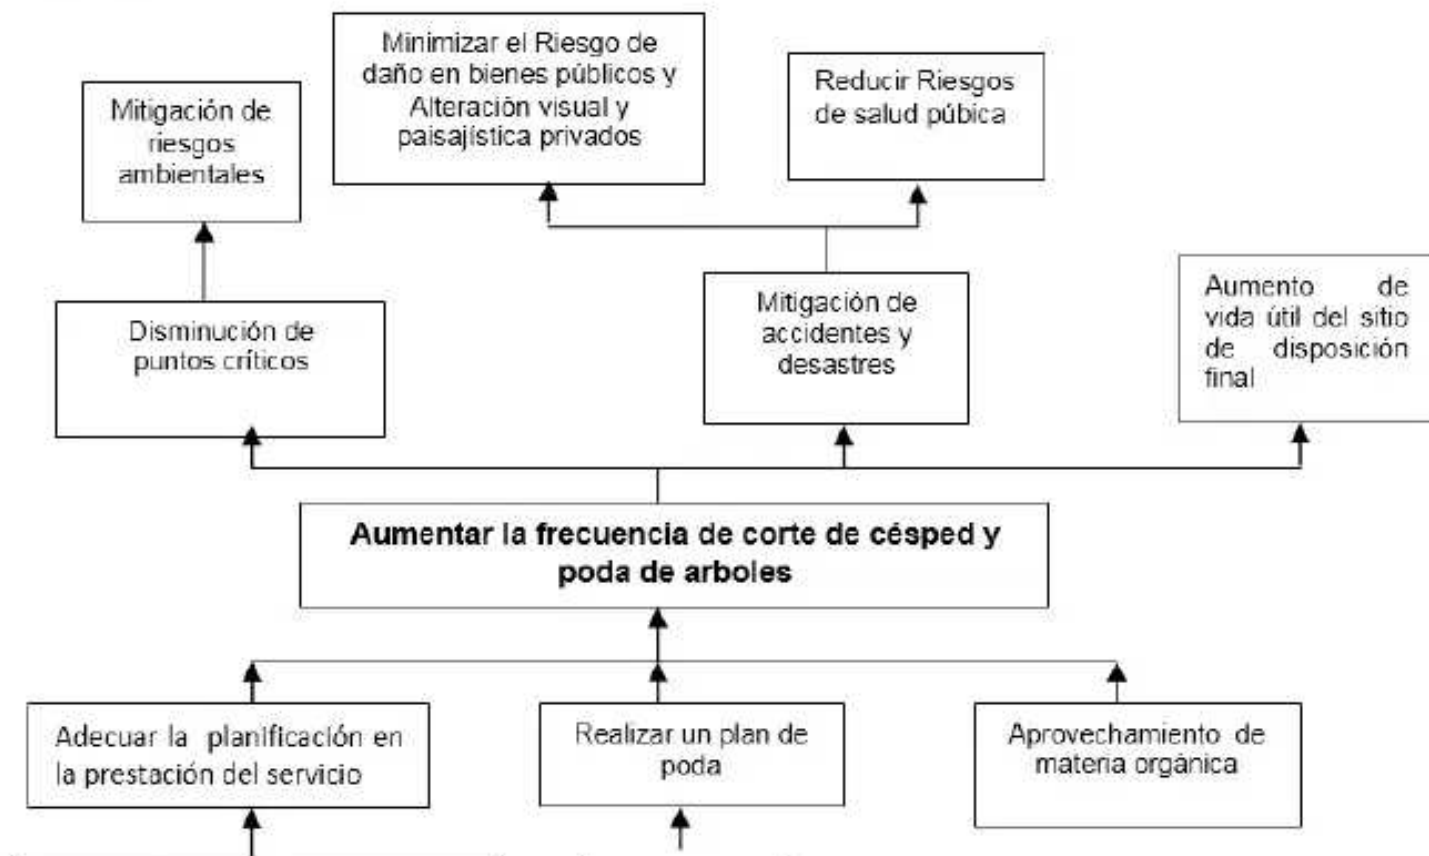 Minimizar el Riesgo de
daño en bienes públicos y
Alteración visual y
paisajística privados
Reducir Riesgos
de salud púbica
Mitigación de
riesgos
ambientales
Disminución de
puntos críticos
Mitigación de
accidentes y
desastres
Aumento de
vida útil del sitio
de disposición
final
Aumentar la frecuencia de corte de césped y
poda de arboles
Adecuar la planificación en
la prestación del servicio
Realizar un plan de
poda
Aprovechamiento de
materia orgánica